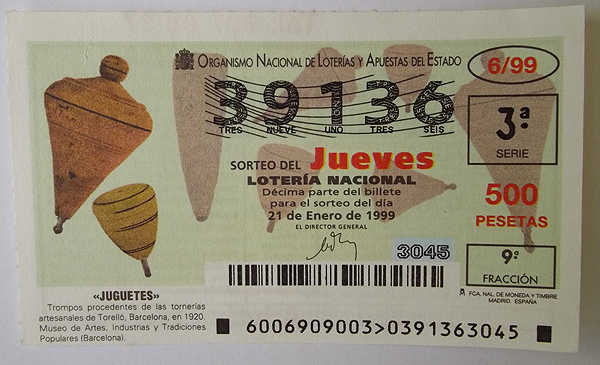 ORGANISMO NACIONAL DE LOTERÍAS Y APUESTAS DEL ESTADO
6/99
39136
TRES NUEVE UNO TRES SEIS
3ª
SERIE
SORTEO DEL Jueves
LOTERÍA NACIONAL
Décima parte del billete
para el sorteo del día
21 de Enero de 1999
EL DIRECTOR GENERAL
500
PESETAS
3045
9ª
FRACCIÓN
FCA. NAL. DE MONEDA Y TIMBRE
MADRID. ESPAÑA
«JUGUETES»
Trompos procedentes de las tornerías
artesanales de Torelló, Barcelona, en 1920.
Museo de Artes, Industrias y Tradiciones
Populares (Barcelona).
6006909003>0391363045